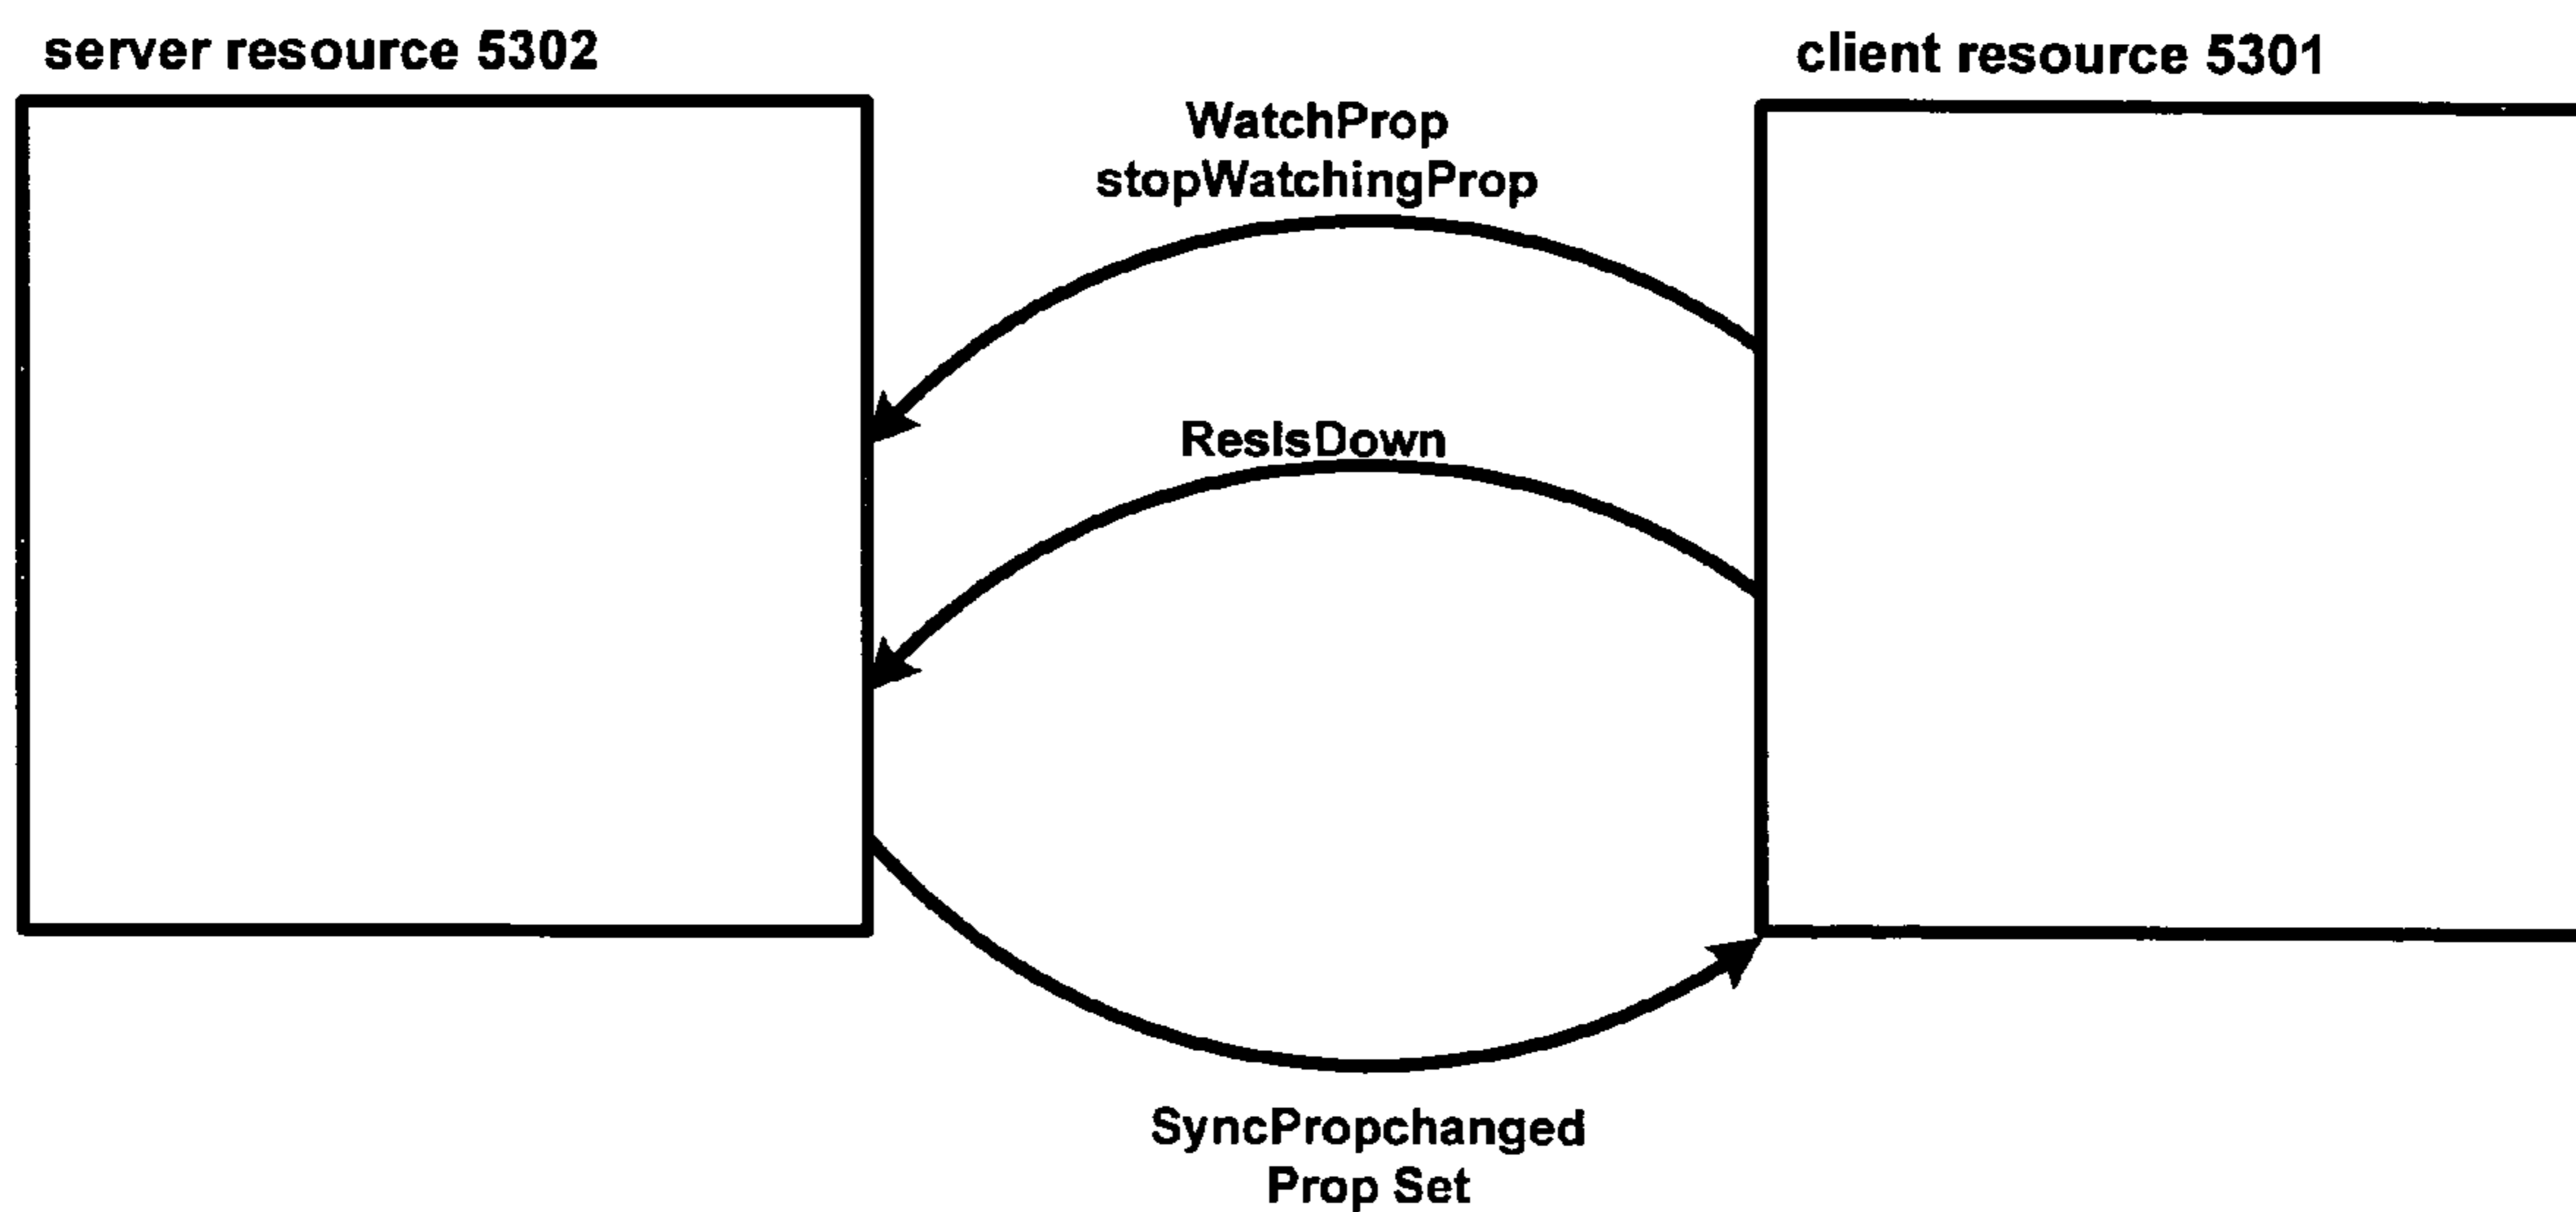 server resource 5302
client resource 5301
WatchProp
stopWatchingProp
ResIsDown
SyncPropchanged
Prop Set